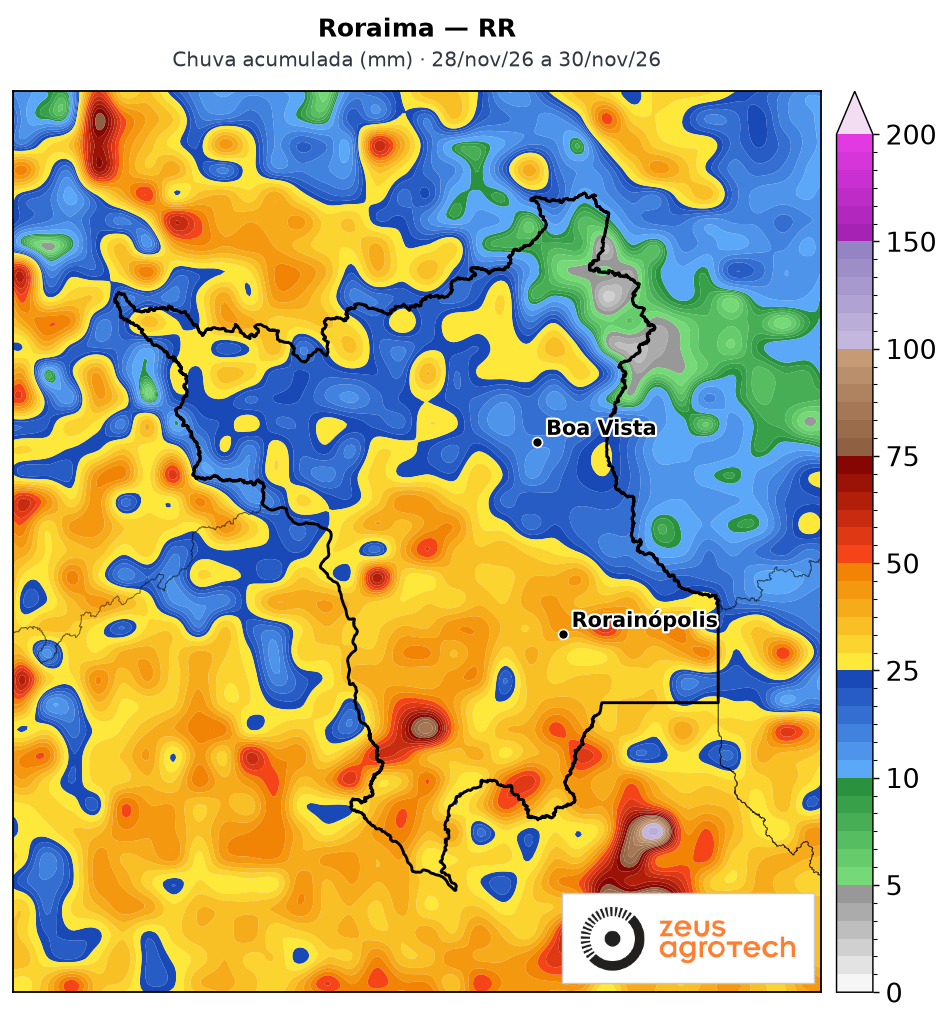 Roraima — RR
Chuva acumulada (mm) · 28/nov/26 a 30/nov/26
200
150
100
75
50
25
10
5
0
Boa Vista
Rorainópolis
zeus
agrotech